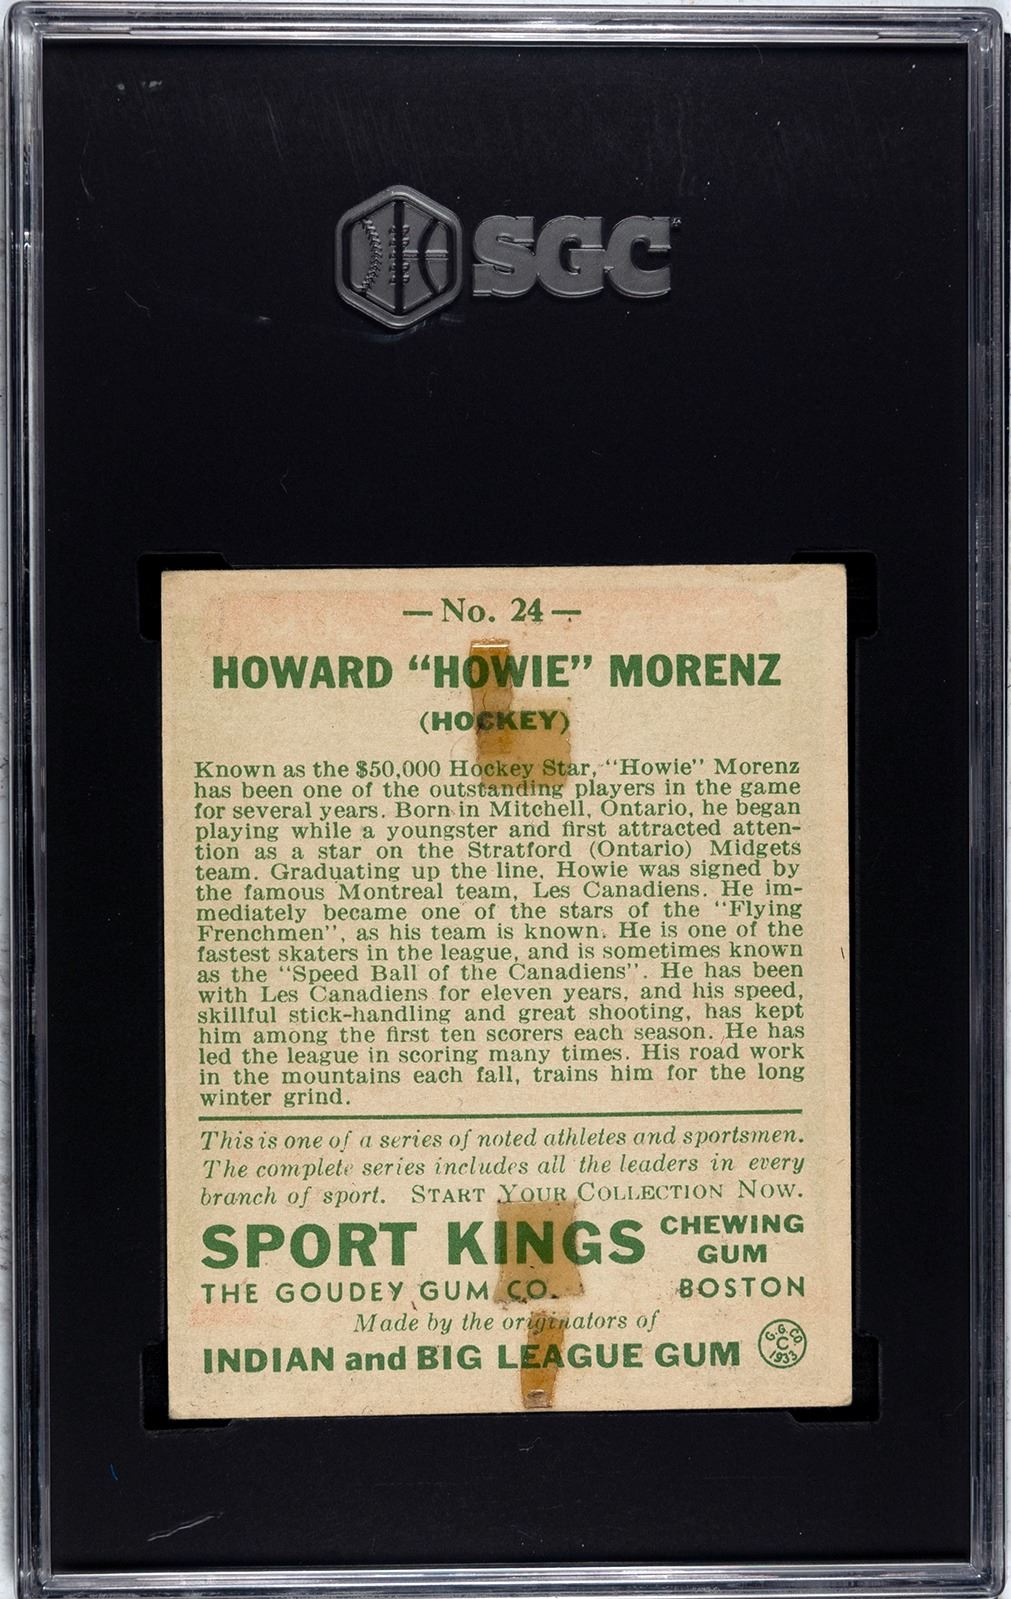 SGC
—No. 24—
HOWARD "HOWIE" MORENZ
(HOCKEY)
Known as the $50,000 Hockey Star, "Howie" Morenz
has been one of the outstanding players in the game
for several years. Born in Mitchell, Ontario, he began
playing while a youngster and first attracted atten-
tion as a star on the Stratford (Ontario) Midgets
team. Graduating up the line, Howie was signed by
the famous Montreal team, Les Canadiens. He im-
mediately became one of the stars of the "Flying
Frenchmen", as his team is known. He is one of the
fastest skaters in the league, and is sometimes known
as the "Speed Ball of the Canadiens". He has been
with Les Canadiens for eleven years, and his speed,
skillful stick-handling and great shooting, has kept
him among the first ten scorers each season. He has
led the league in scoring many times. His road work
in the mountains each fall, trains him for the long
winter grind.
This is one of a series of noted athletes and sportsmen.
The complete series includes all the leaders in every
branch of sport. START YOUR COLLECTION NOW.
SPORT KINGS CHEWING GUM
THE GOUDEY GUM CO. BOSTON
Made by the originators of
INDIAN and BIG LEAGUE GUM
G.G.CO
C
1933